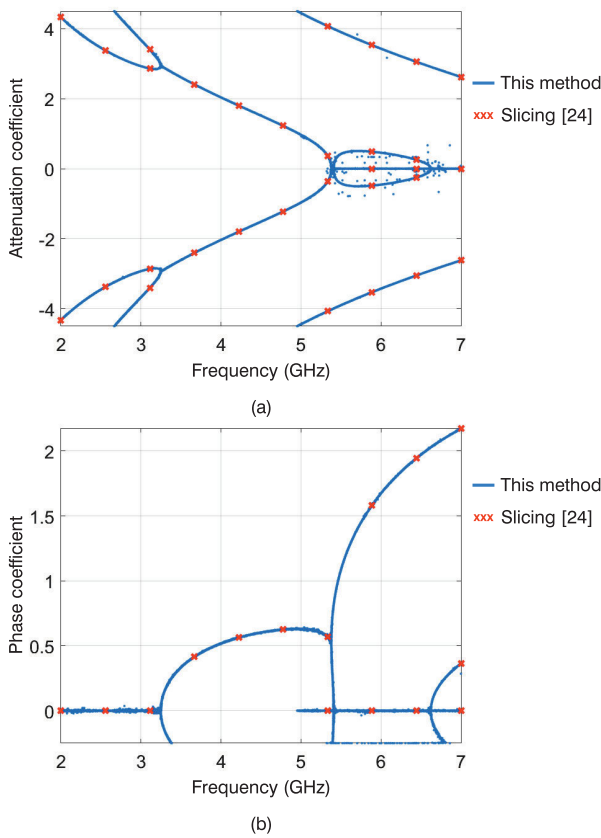 4
2
0
-2
-4
Attenuation coefficient
2 3 4 5 6 7
Frequency (GHz)
This method
xxx Slicing [24]
(a)
2
1.5
1
0.5
0
Phase coefficient
2 3 4 5 6 7
Frequency (GHz)
This method
xxx Slicing [24]
(b)